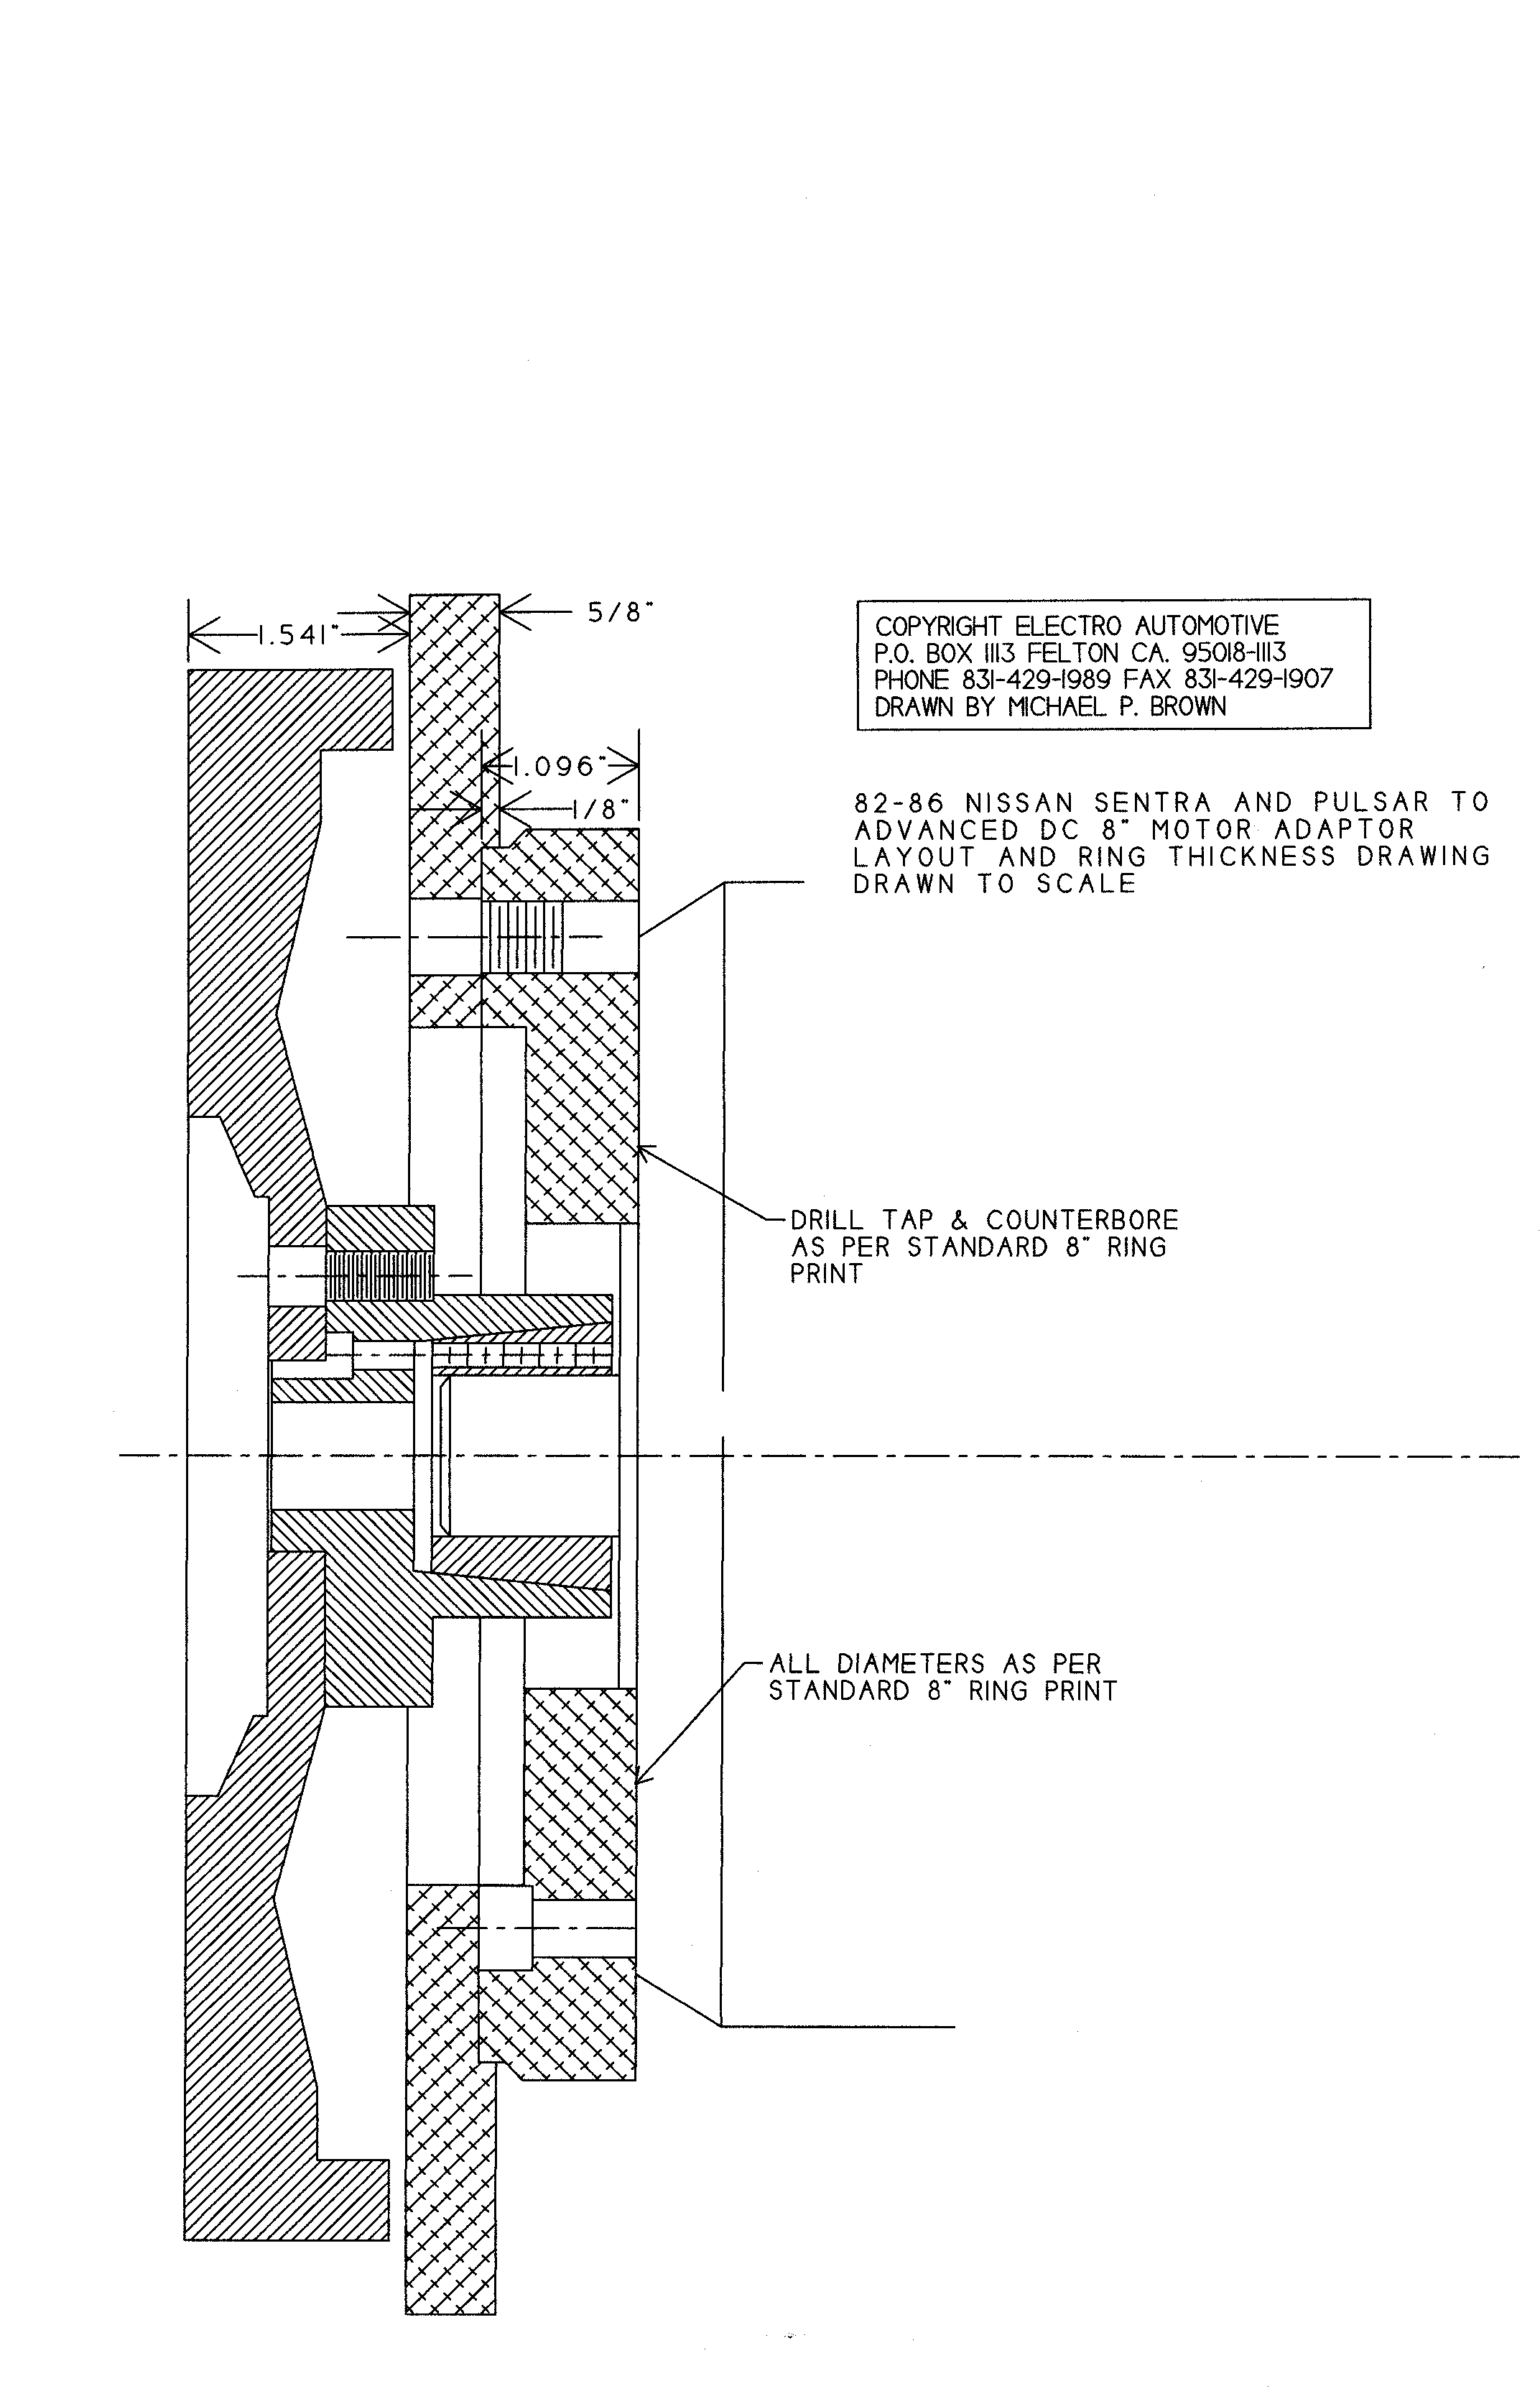 5/8"
1.541"
COPYRIGHT ELECTRO AUTOMOTIVE
P.O. BOX 1113 FELTON CA. 95018-1113
PHONE 831-429-1989 FAX 831-429-1907
DRAWN BY MICHAEL P. BROWN
1.096"
1/8"
82-86 NISSAN SENTRA AND PULSAR TO
ADVANCED DC 8" MOTOR ADAPTOR
LAYOUT AND RING THICKNESS DRAWING
DRAWN TO SCALE
DRILL TAP & COUNTERBORE
AS PER STANDARD 8" RING
PRINT
ALL DIAMETERS AS PER
STANDARD 8" RING PRINT